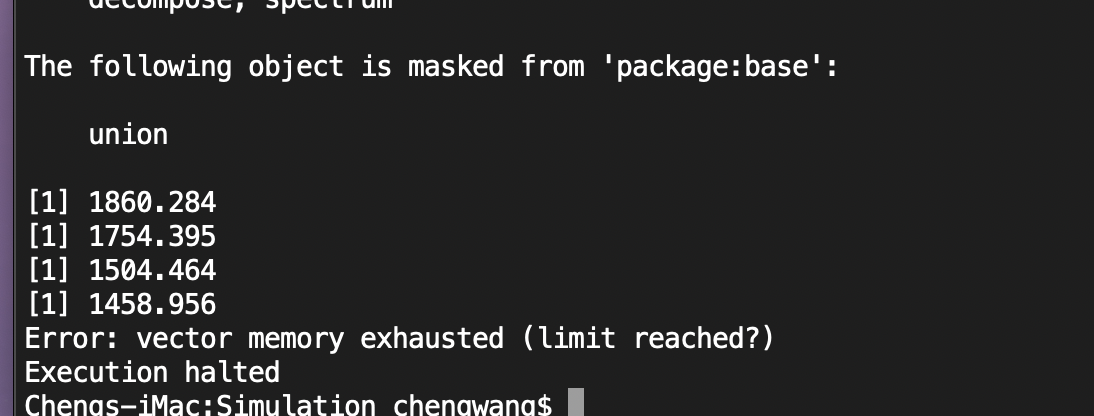 decompose, spectrum
The following object is masked from 'package:base':
union
[1] 1860.284
[1] 1754.395
[1] 1504.464
[1] 1458.956
Error: vector memory exhausted (limit reached?)
Execution halted
Chengs-iMac:Simulation chengwang$